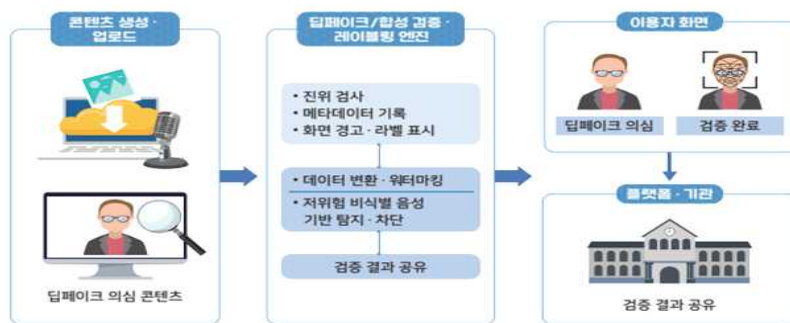 콘텐츠 생성 ·
업로드
딥페이크 의심 콘텐츠
딥페이크/합성 검증 ·
레이블링 엔진
• 진위 검사
• 메타데이터 기록
• 화면 경고 · 라벨 표시
• 데이터 변환 · 워터마킹
• 저위험 비식별 음성
기반 탐지 · 차단
검증 결과 공유
이용자 화면
딥페이크 의심
검증 완료
플랫폼 · 기관
검증 결과 공유